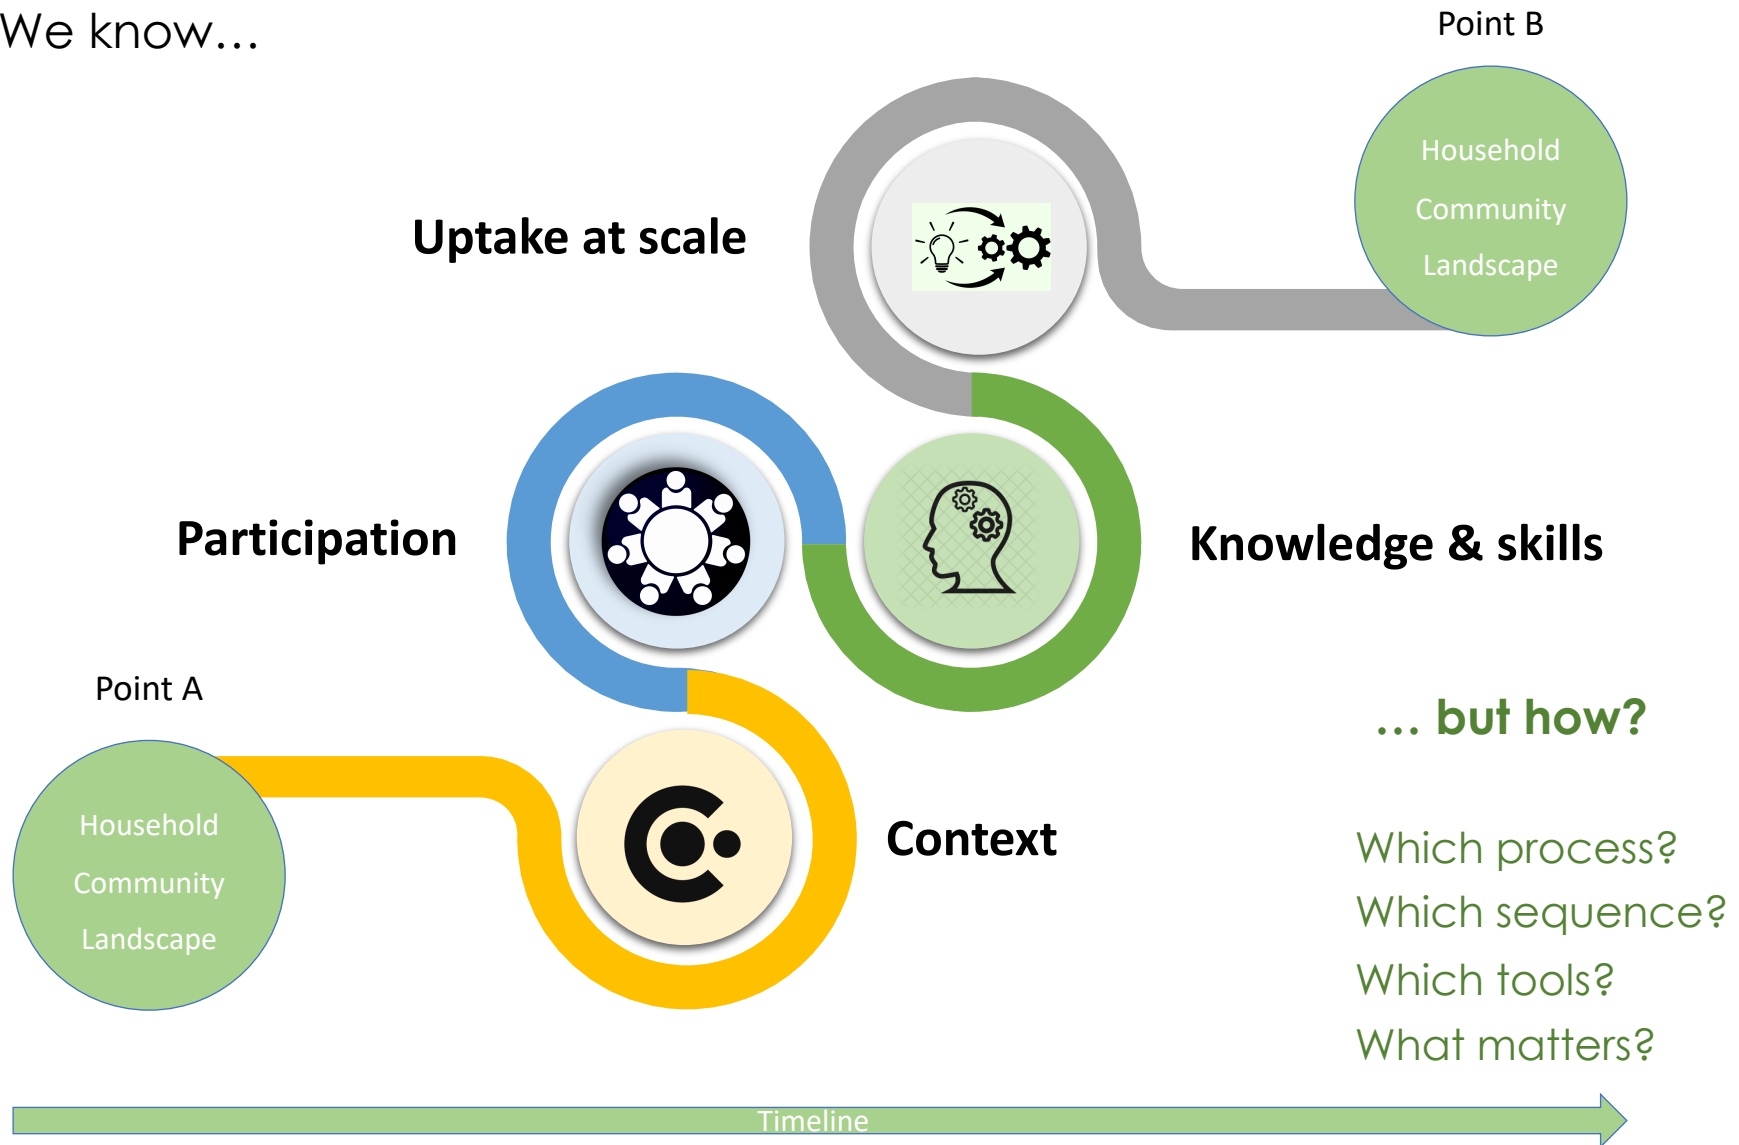 We know…
Point B
Household
Community
Landscape
Uptake at scale
Participation
Knowledge & skills
Point A
Household
Community
Landscape
Context
… but how?
Which process?
Which sequence?
Which tools?
What matters?
Timeline